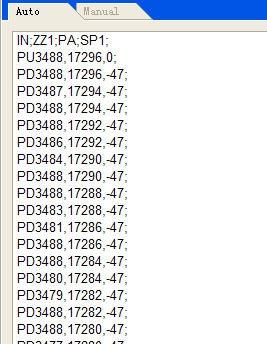 Auto Manual
IN;ZZ1;PA;SP1;
PU3488,17296,0;
PD3488,17296,-47;
PD3487,17294,-47;
PD3488,17294,-47;
PD3488,17292,-47;
PD3486,17292,-47;
PD3484,17290,-47;
PD3488,17290,-47;
PD3488,17288,-47;
PD3483,17288,-47;
PD3481,17286,-47;
PD3488,17286,-47;
PD3488,17284,-47;
PD3480,17284,-47;
PD3479,17282,-47;
PD3488,17282,-47;
PD3488,17280,-47;